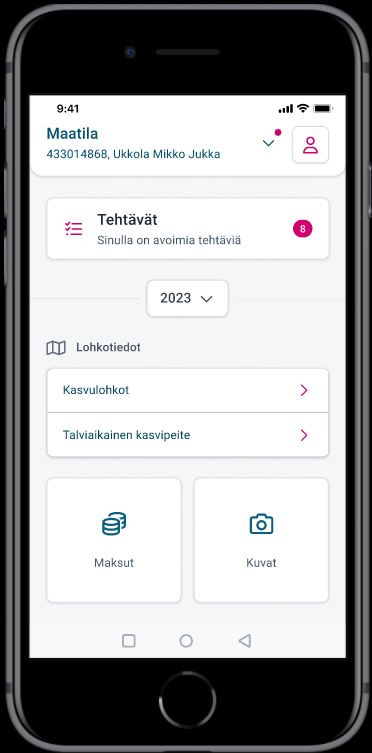 9:41
Maatila
433014868, Ukkola Mikko Jukka
Tehtävät
Sinulla on avoimia tehtäviä
8
2023
Lohkotiedot
Kasvulohkot
Talviaikainen kasvipeite
Maksut
Kuvat